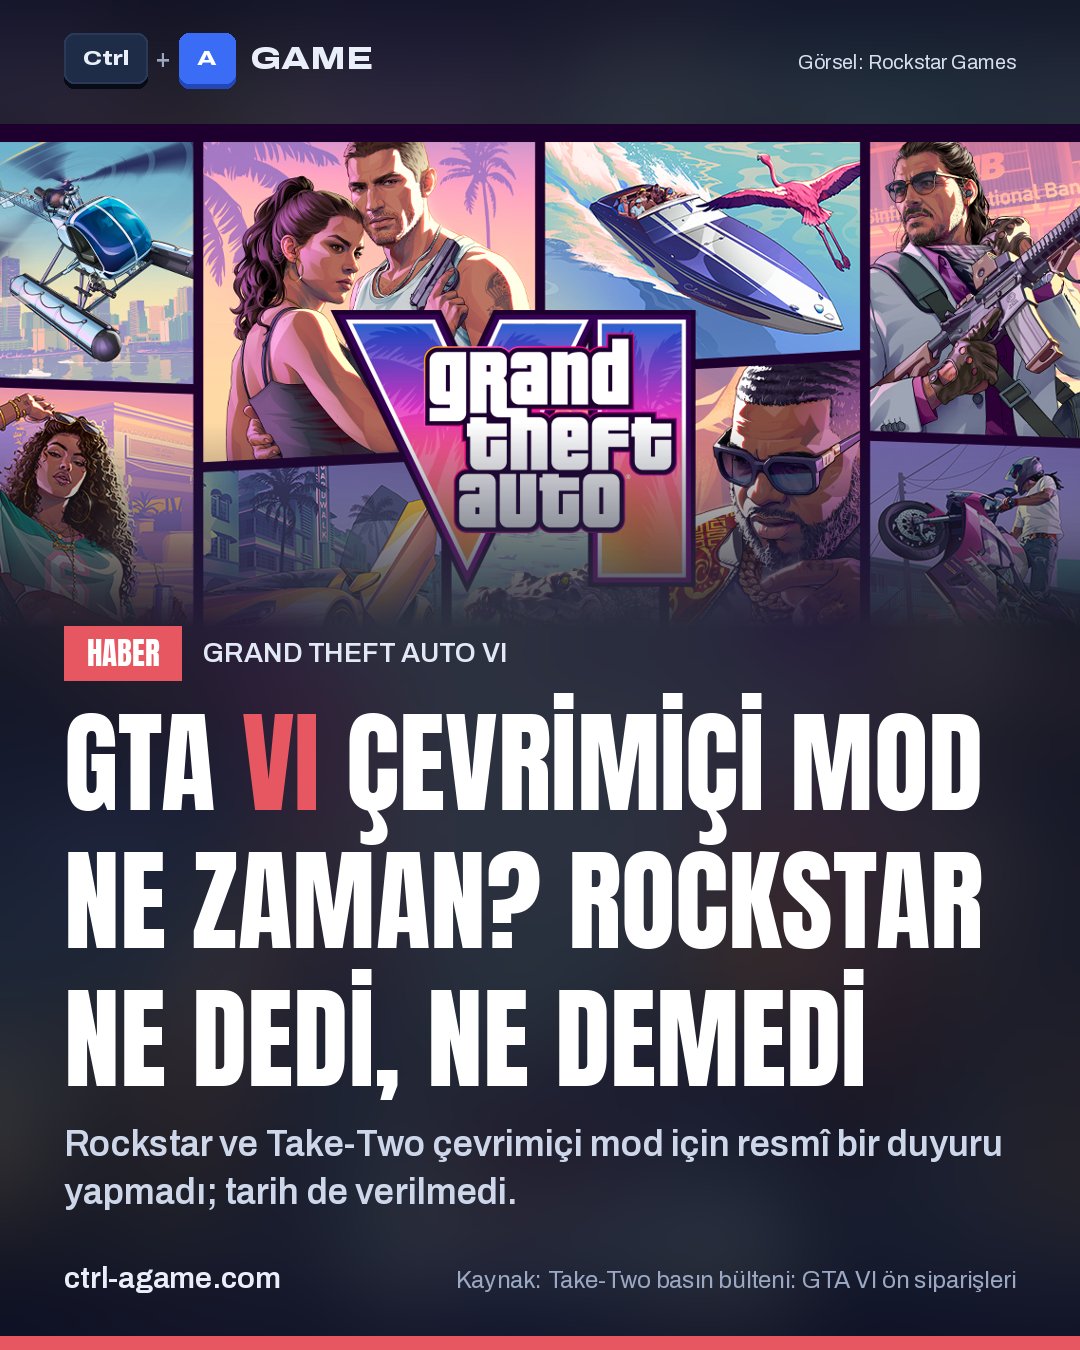 Ctrl + A GAME
Görsel: Rockstar Games
B
tional Ban
grand
theft
auto
VI
HABER
GRAND THEFT AUTO VI
GTA VI ÇEVRİMİÇİ MOD
NE ZAMAN? ROCKSTAR
NE DEDİ, NE DEMEDİ
Rockstar ve Take-Two çevrimiçi mod için resmî bir duyuru
yapmadı; tarih de verilmedi.
ctrl-agame.com
Kaynak: Take-Two basın bülteni: GTA VI ön siparişleri